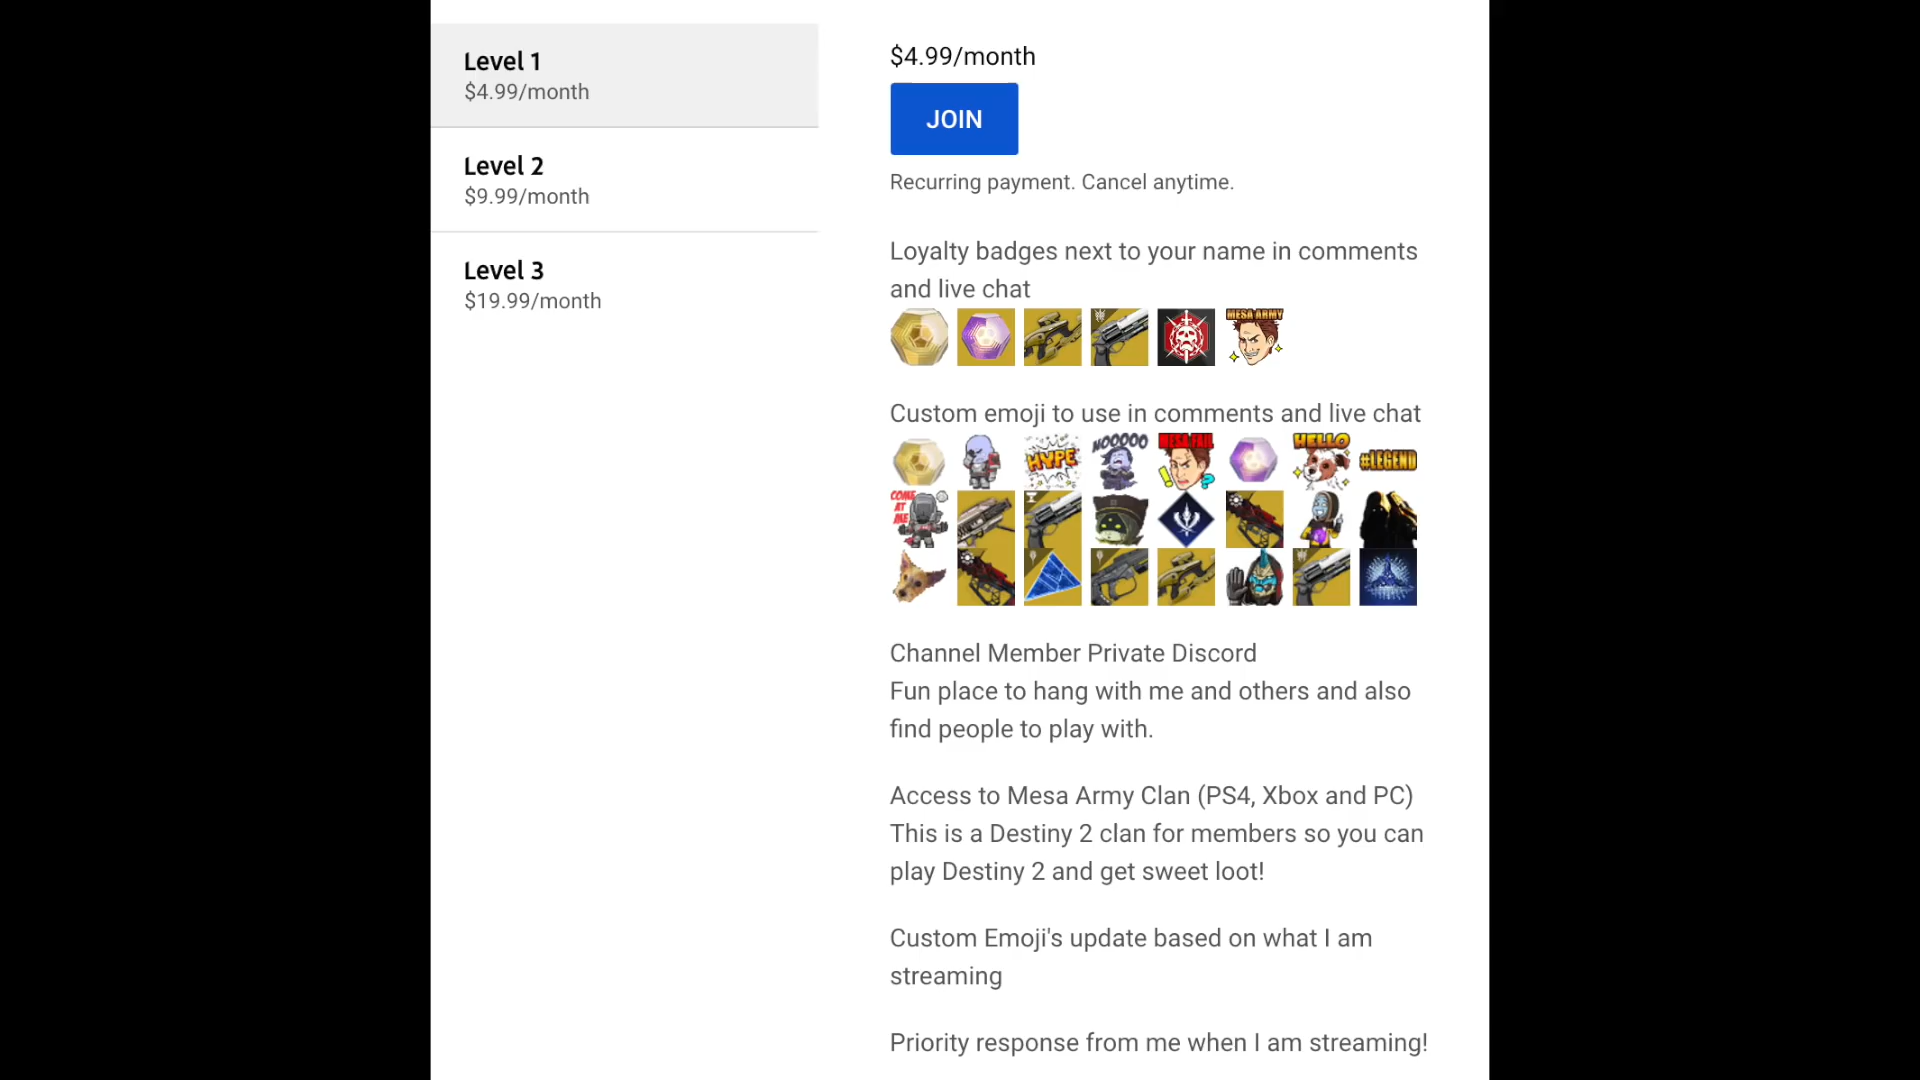 Level 1
$4.99/month
Level 2
$9.99/month
Level 3
$19.99/month
$4.99/month
JOIN
Recurring payment. Cancel anytime.
Loyalty badges next to your name in comments
and live chat
MESA ARMY
Custom emoji to use in comments and live chat
HYPE
NOOOOO
MESA FAIL
HELLO
#LEGEND
COME
AT
ME
Channel Member Private Discord
Fun place to hang with me and others and also
find people to play with.
Access to Mesa Army Clan (PS4, Xbox and PC)
This is a Destiny 2 clan for members so you can
play Destiny 2 and get sweet loot!
Custom Emoji's update based on what I am
streaming
Priority response from me when I am streaming!